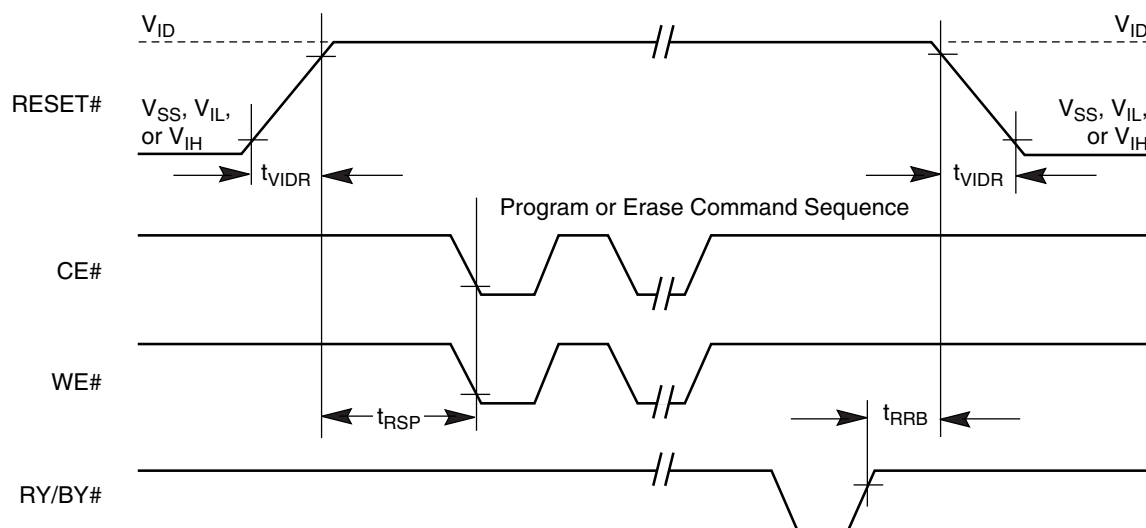 V_ID
V_ID
RESET#
V_SS, V_IL,
or V_IH
V_SS, V_IL,
or V_IH
t_VIDR
t_VIDR
Program or Erase Command Sequence
CE#
WE#
t_RSP
t_RRB
RY/BY#